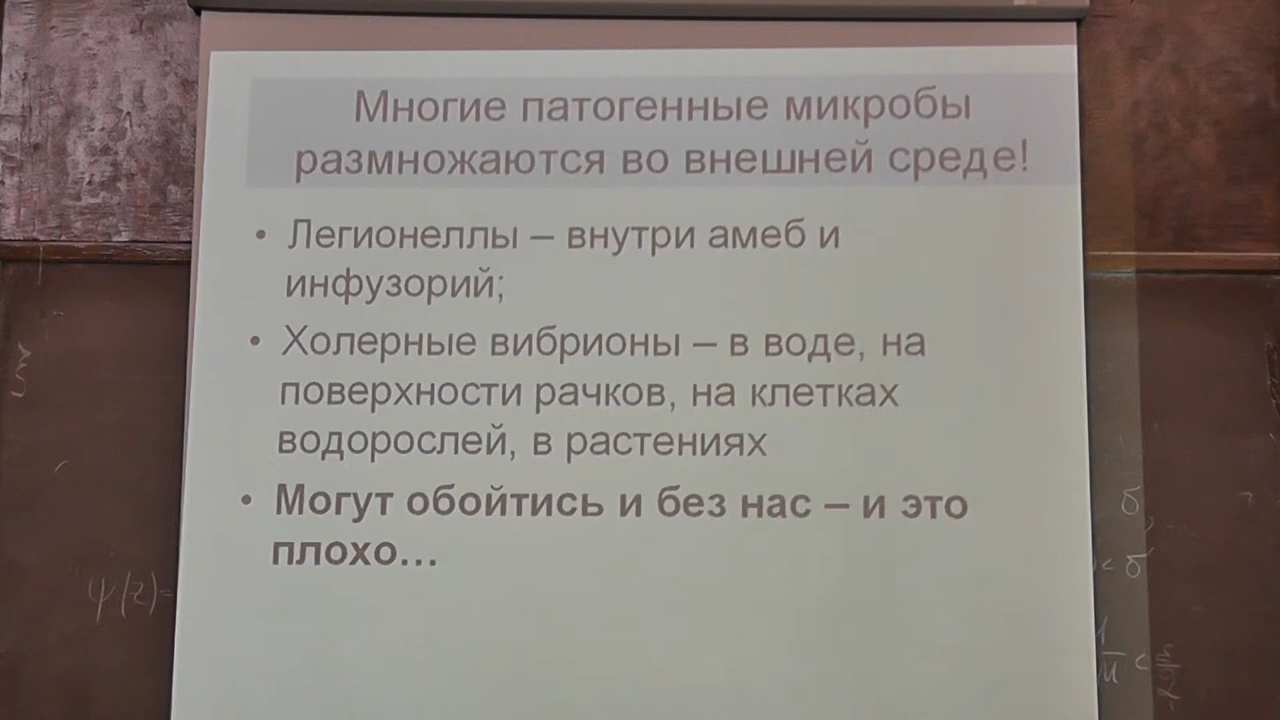 Многие патогенные микробы
размножаются во внешней среде!
• Легионеллы – внутри амеб и
инфузорий;
• Холерные вибрионы – в воде, на
поверхности рачков, на клетках
водорослей, в растениях
• Могут обойтись и без нас – и это
плохо...
ψ(z)=